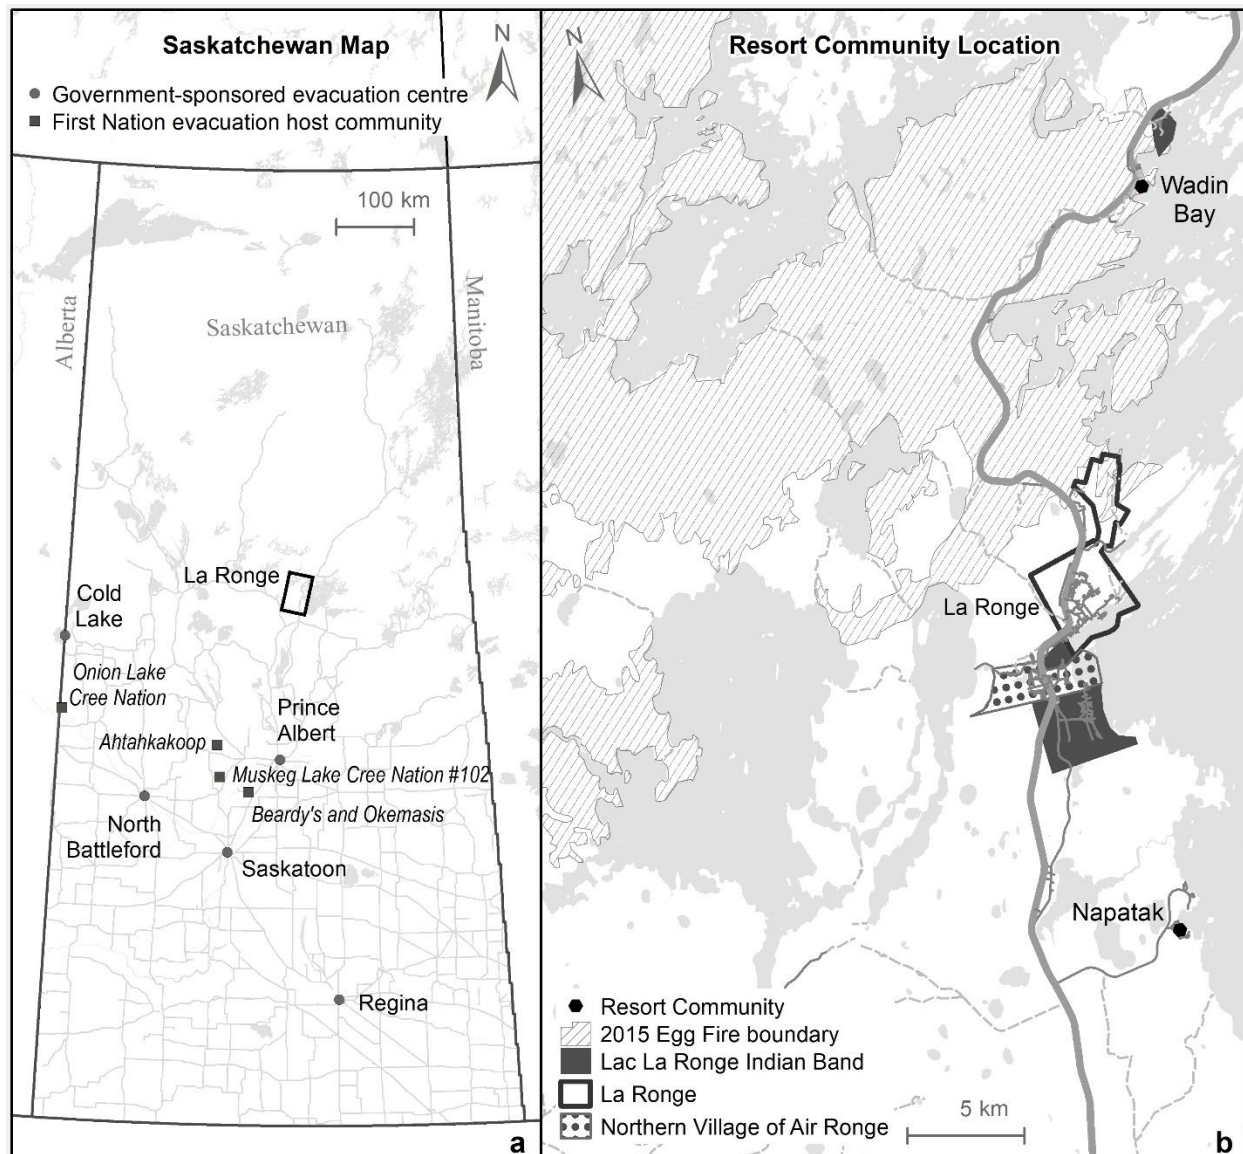 Saskatchewan Map
N
Government-sponsored evacuation centre
First Nation evacuation host community
100 km
Alberta
Saskatchewan
Manitoba
La Ronge
Cold
Lake
Onion Lake
Cree Nation
Prince
Albert
Ahtahkakoop
Muskeg Lake Cree Nation #102
Beardy's and Okemasis
North
Battleford
Saskatoon
Regina
a
Resort Community Location
N
Wadin
Bay
La Ronge
Napatak
Resort Community
2015 Egg Fire boundary
Lac La Ronge Indian Band
La Ronge
Northern Village of Air Ronge
5 km
b